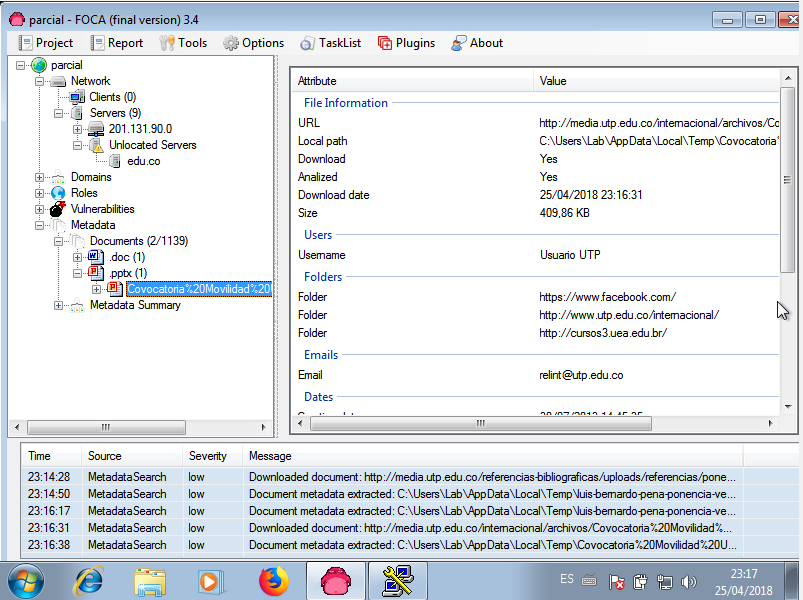 parcial - FOCA (final version) 3.4
Project Report Tools Options TaskList Plugins About
parcial
Network
Clients (0)
Servers (9)
201.131.90.0
Unlocated Servers
edu.co
Domains
Roles
Vulnerabilities
Metadata
Documents (2/1139)
.doc (1)
.pptx (1)
Covocatoria%20Movilidad%20
Metadata Summary
Attribute Value
File Information
URL http://media.utp.edu.co/internacional/archivos/Co
Local path C:\Users\Lab\AppData\Local\Temp\Covocatoria
Download Yes
Analized Yes
Download date 25/04/2018 23:16:31
Size 409,86 KB
Users
Username Usuario UTP
Folders
Folder https://www.facebook.com/
Folder http://www.utp.edu.co/internacional/
Folder http://cursos3.uea.edu.br/
Emails
Email relint@utp.edu.co
Dates
Time Source Severity Message
23:14:28 MetadataSearch low Downloaded document: http://media.utp.edu.co/referencias-bibliograficas/uploads/referencias/pone...
23:14:50 MetadataSearch low Document metadata extracted: C:\Users\Lab\AppData\Local\Temp\luis-bernardo-pena-ponencia-ve...
23:16:17 MetadataSearch low Document metadata extracted: C:\Users\Lab\AppData\Local\Temp\luis-bernardo-pena-ponencia-ve...
23:16:31 MetadataSearch low Downloaded document: http://media.utp.edu.co/internacional/archivos/Covocatoria%20Movilidad%...
23:16:38 MetadataSearch low Document metadata extracted: C:\Users\Lab\AppData\Local\Temp\Covocatoria%20Movilidad%20U...
ES
23:17
25/04/2018